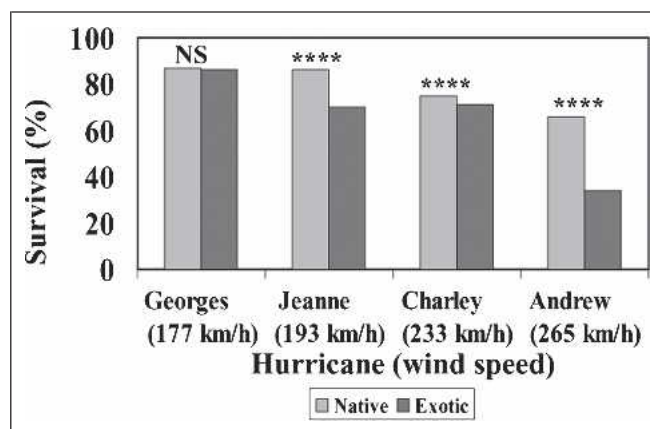 100
80
60
40
20
0
Survival (%)
NS
****
****
****
Georges Jeanne Charley Andrew
(177 km/h) (193 km/h) (233 km/h) (265 km/h)
Hurricane (wind speed)
Native Exotic